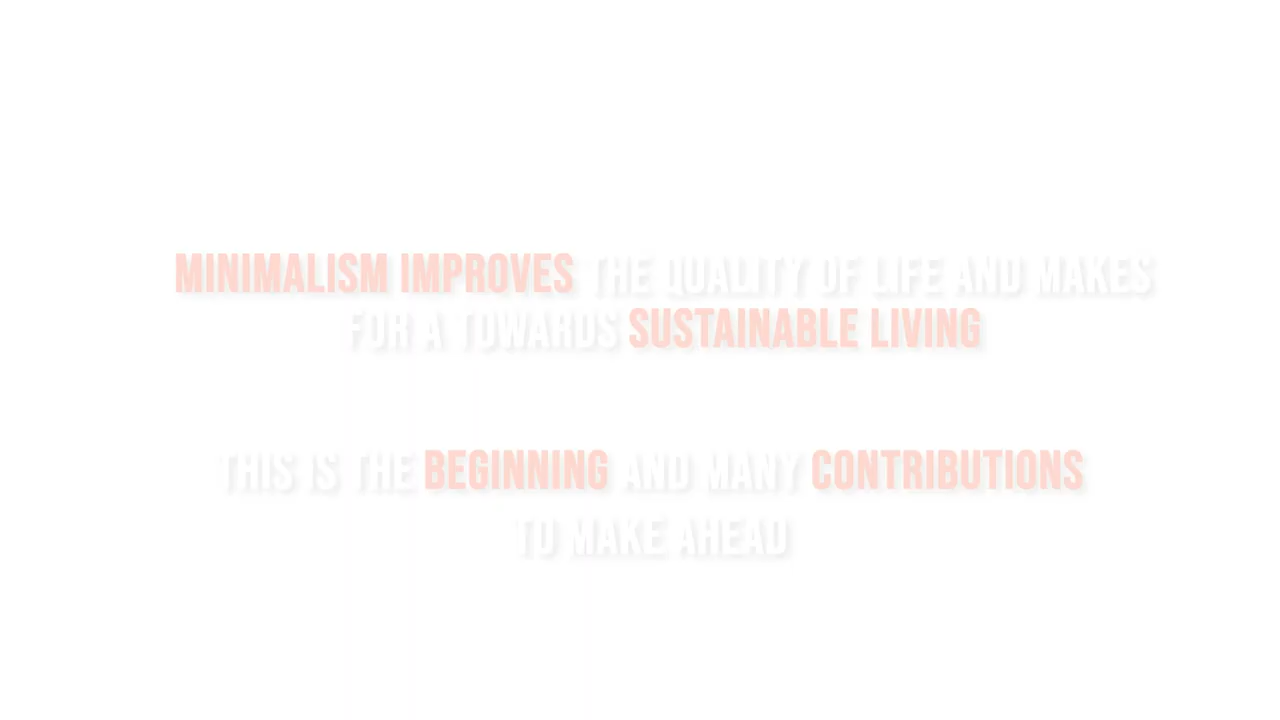 MINIMALISM IMPROVES THE QUALITY OF LIFE AND MAKES
FOR A TOWARDS SUSTAINABLE LIVING
THIS IS THE BEGINNING AND MANY CONTRIBUTIONS
TO MAKE AHEAD